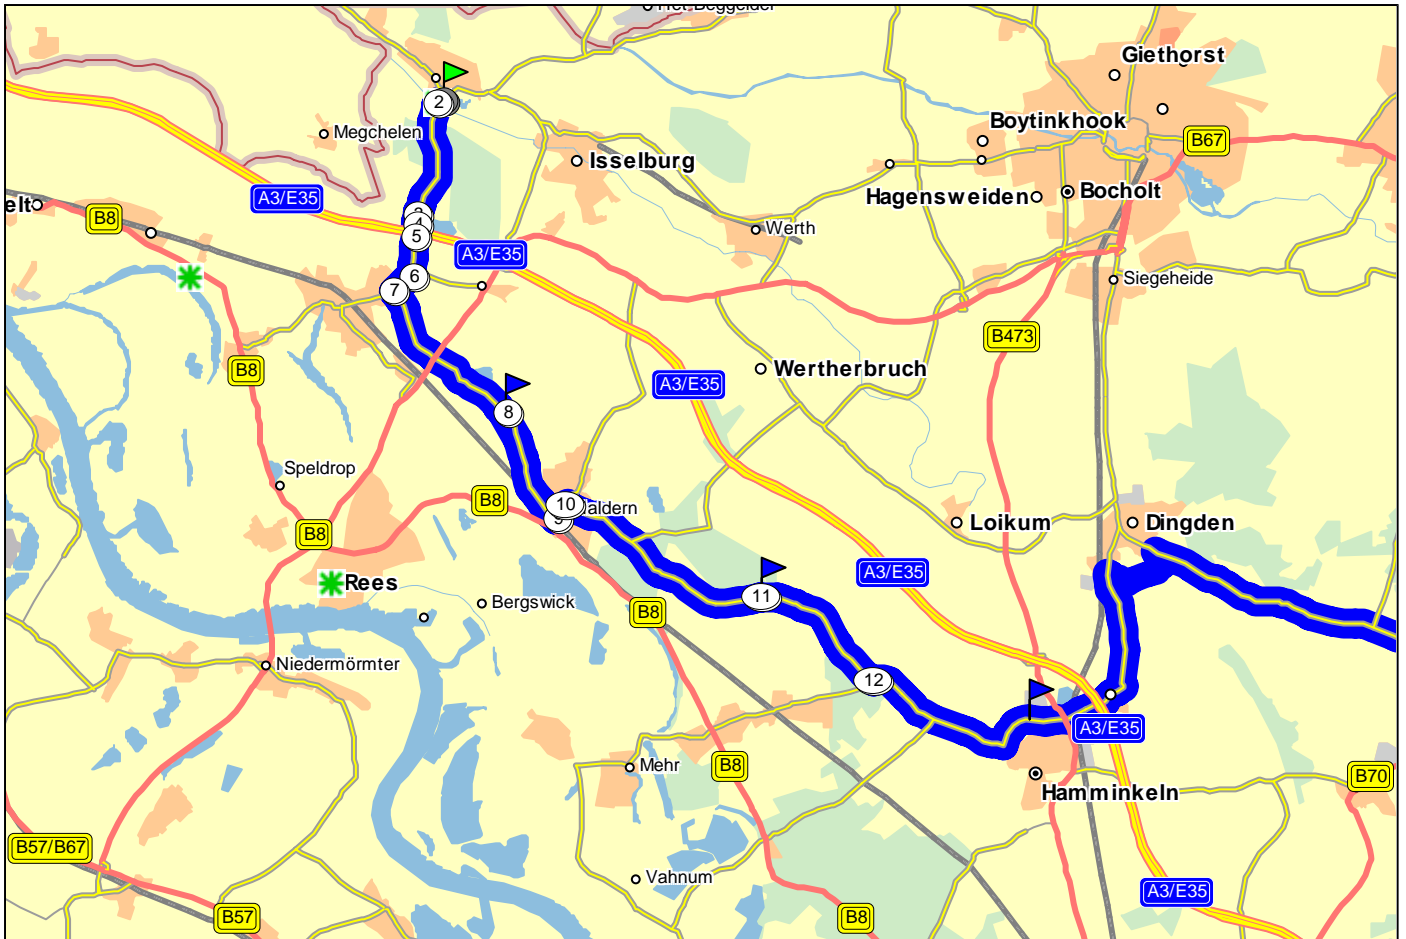 Giethorst
2
Boytinkhook
Megchelen
B67
Isselburg
A3/E35
Hagensweiden
Bocholt
elt
B8
4
5
Werth
A3/E35
6
Siegeheide
7
B473
B8
Wertherbruch
A3/E35
8
Speldrop
B8
10
aldern
Loikum
Dingden
B8
A3/E35
Rees
Bergswick
11
B8
Niedermörmter
12
A3/E35
Mehr
B8
B70
Hamminkeln
B57/B67
Vahnum
A3/E35
B57
B8